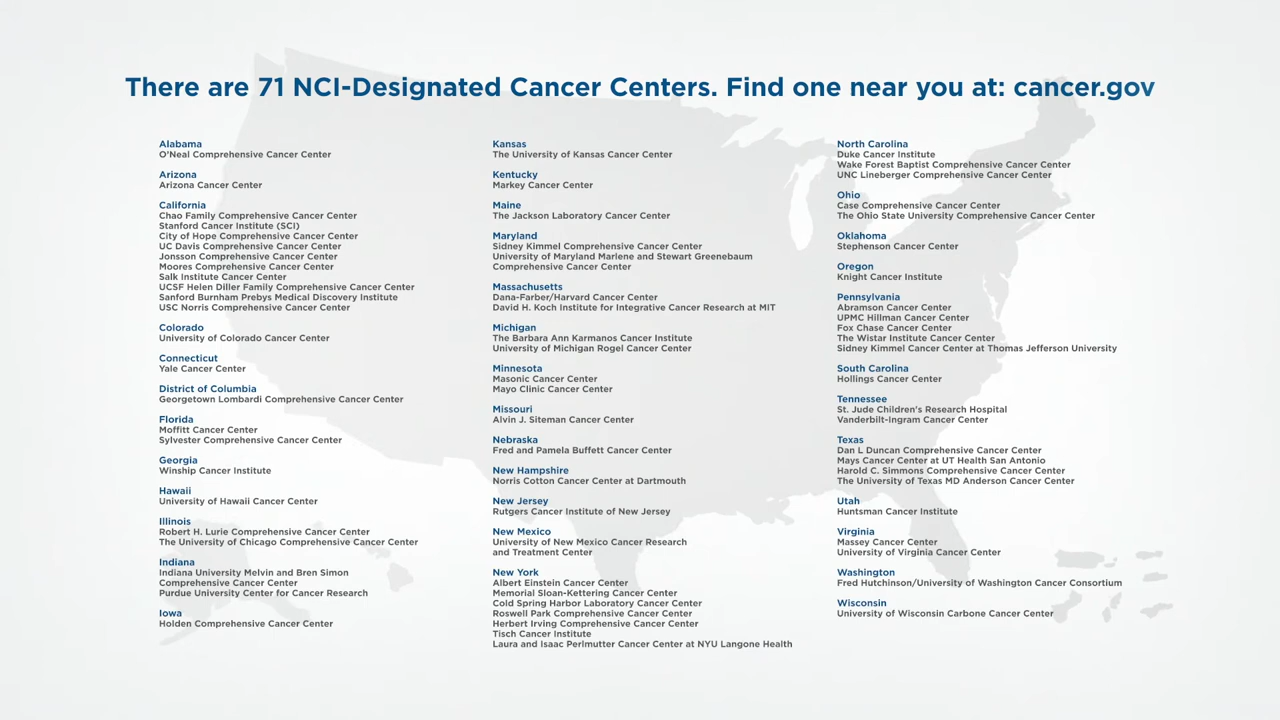 There are 71 NCI-Designated Cancer Centers. Find one near you at: cancer.gov
Alabama
O'Neal Comprehensive Cancer Center
Arizona
Arizona Cancer Center
California
Chao Family Comprehensive Cancer Center
Stanford Cancer Institute (SCI)
City of Hope Comprehensive Cancer Center
UC Davis Comprehensive Cancer Center
Jonsson Comprehensive Cancer Center
Moores Comprehensive Cancer Center
Salk Institute Cancer Center
UCSF Helen Diller Family Comprehensive Cancer Center
Sanford Burnham Prebys Medical Discovery Institute
USC Norris Comprehensive Cancer Center
Colorado
University of Colorado Cancer Center
Connecticut
Yale Cancer Center
District of Columbia
Georgetown Lombardi Comprehensive Cancer Center
Florida
Moffitt Cancer Center
Sylvester Comprehensive Cancer Center
Georgia
Winship Cancer Institute
Hawaii
University of Hawaii Cancer Center
Illinois
Robert H. Lurie Comprehensive Cancer Center
The University of Chicago Comprehensive Cancer Center
Indiana
Indiana University Melvin and Bren Simon
Comprehensive Cancer Center
Purdue University Center for Cancer Research
Iowa
Holden Comprehensive Cancer Center
Kansas
The University of Kansas Cancer Center
Kentucky
Markey Cancer Center
Maine
The Jackson Laboratory Cancer Center
Maryland
Sidney Kimmel Comprehensive Cancer Center
University of Maryland Marlene and Stewart Greenebaum
Comprehensive Cancer Center
Massachusetts
Dana-Farber/Harvard Cancer Center
David H. Koch Institute for Integrative Cancer Research at MIT
Michigan
The Barbara Ann Karmanos Cancer Institute
University of Michigan Rogel Cancer Center
Minnesota
Masonic Cancer Center
Mayo Clinic Cancer Center
Missouri
Alvin J. Siteman Cancer Center
Nebraska
Fred and Pamela Buffett Cancer Center
New Hampshire
Norris Cotton Cancer Center at Dartmouth
New Jersey
Rutgers Cancer Institute of New Jersey
New Mexico
University of New Mexico Cancer Research
and Treatment Center
New York
Albert Einstein Cancer Center
Memorial Sloan-Kettering Cancer Center
Cold Spring Harbor Laboratory Cancer Center
Roswell Park Comprehensive Cancer Center
Herbert Irving Comprehensive Cancer Center
Tisch Cancer Institute
Laura and Isaac Perlmutter Cancer Center at NYU Langone Health
North Carolina
Duke Cancer Institute
Wake Forest Baptist Comprehensive Cancer Center
UNC Lineberger Comprehensive Cancer Center
Ohio
Case Comprehensive Cancer Center
The Ohio State University Comprehensive Cancer Center
Oklahoma
Stephenson Cancer Center
Oregon
Knight Cancer Institute
Pennsylvania
Abramson Cancer Center
UPMC Hillman Cancer Center
Fox Chase Cancer Center
The Wistar Institute Cancer Center
Sidney Kimmel Cancer Center at Thomas Jefferson University
South Carolina
Hollings Cancer Center
Tennessee
St. Jude Children's Research Hospital
Vanderbilt-Ingram Cancer Center
Texas
Dan L Duncan Comprehensive Cancer Center
Mays Cancer Center at UT Health San Antonio
Harold C. Simmons Comprehensive Cancer Center
The University of Texas MD Anderson Cancer Center
Utah
Huntsman Cancer Institute
Virginia
Massey Cancer Center
University of Virginia Cancer Center
Washington
Fred Hutchinson/University of Washington Cancer Consortium
Wisconsin
University of Wisconsin Carbone Cancer Center